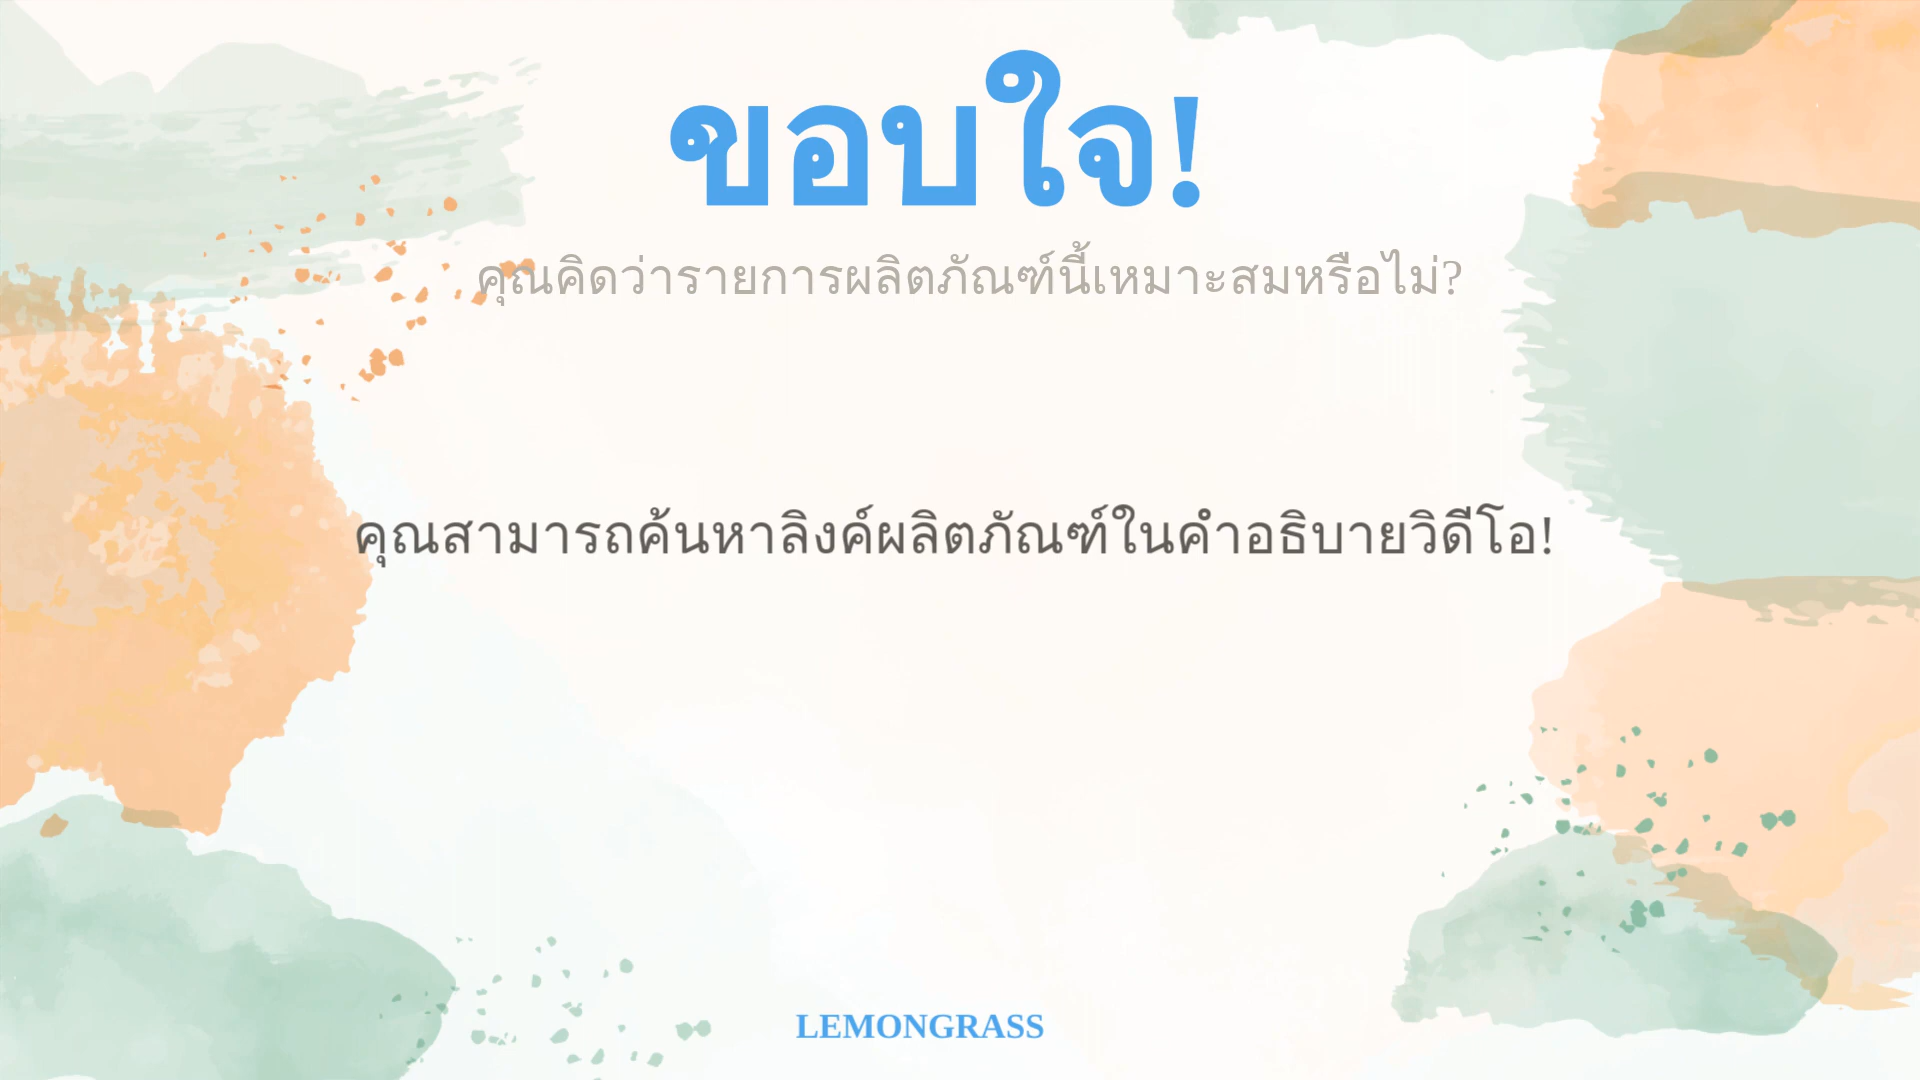 ขอบใจ!
คุณคิดว่ารายการผลิตภัณฑ์นี้เหมาะสมหรือไม่?
คุณสามารถค้นหาลิงค์ผลิตภัณฑ์ในคำอธิบายวิดีโอ!
LEMONGRASS